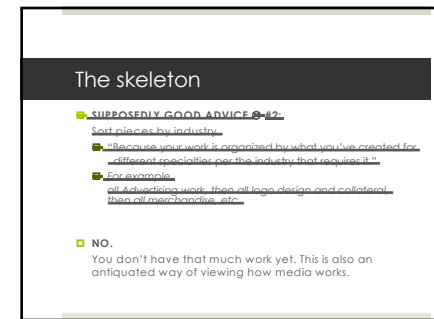 The skeleton
SUPPOSEDLY GOOD ADVICE #2:
Sort pieces by industry.
“Because your work is organized by what you’ve created for
different specialties per the industry that requires it.”
For example
all Advertising work, then all logo design and collateral,
then all merchandise, etc.
NO.
You don’t have that much work yet. This is also an
antiquated way of viewing how media works.